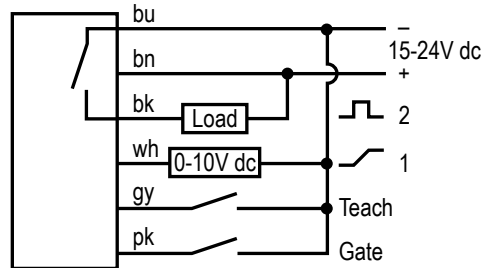 bu
–
15-24V dc
bn
+
bk
Load
2
wh
0-10V dc
1
gy
Teach
pk
Gate